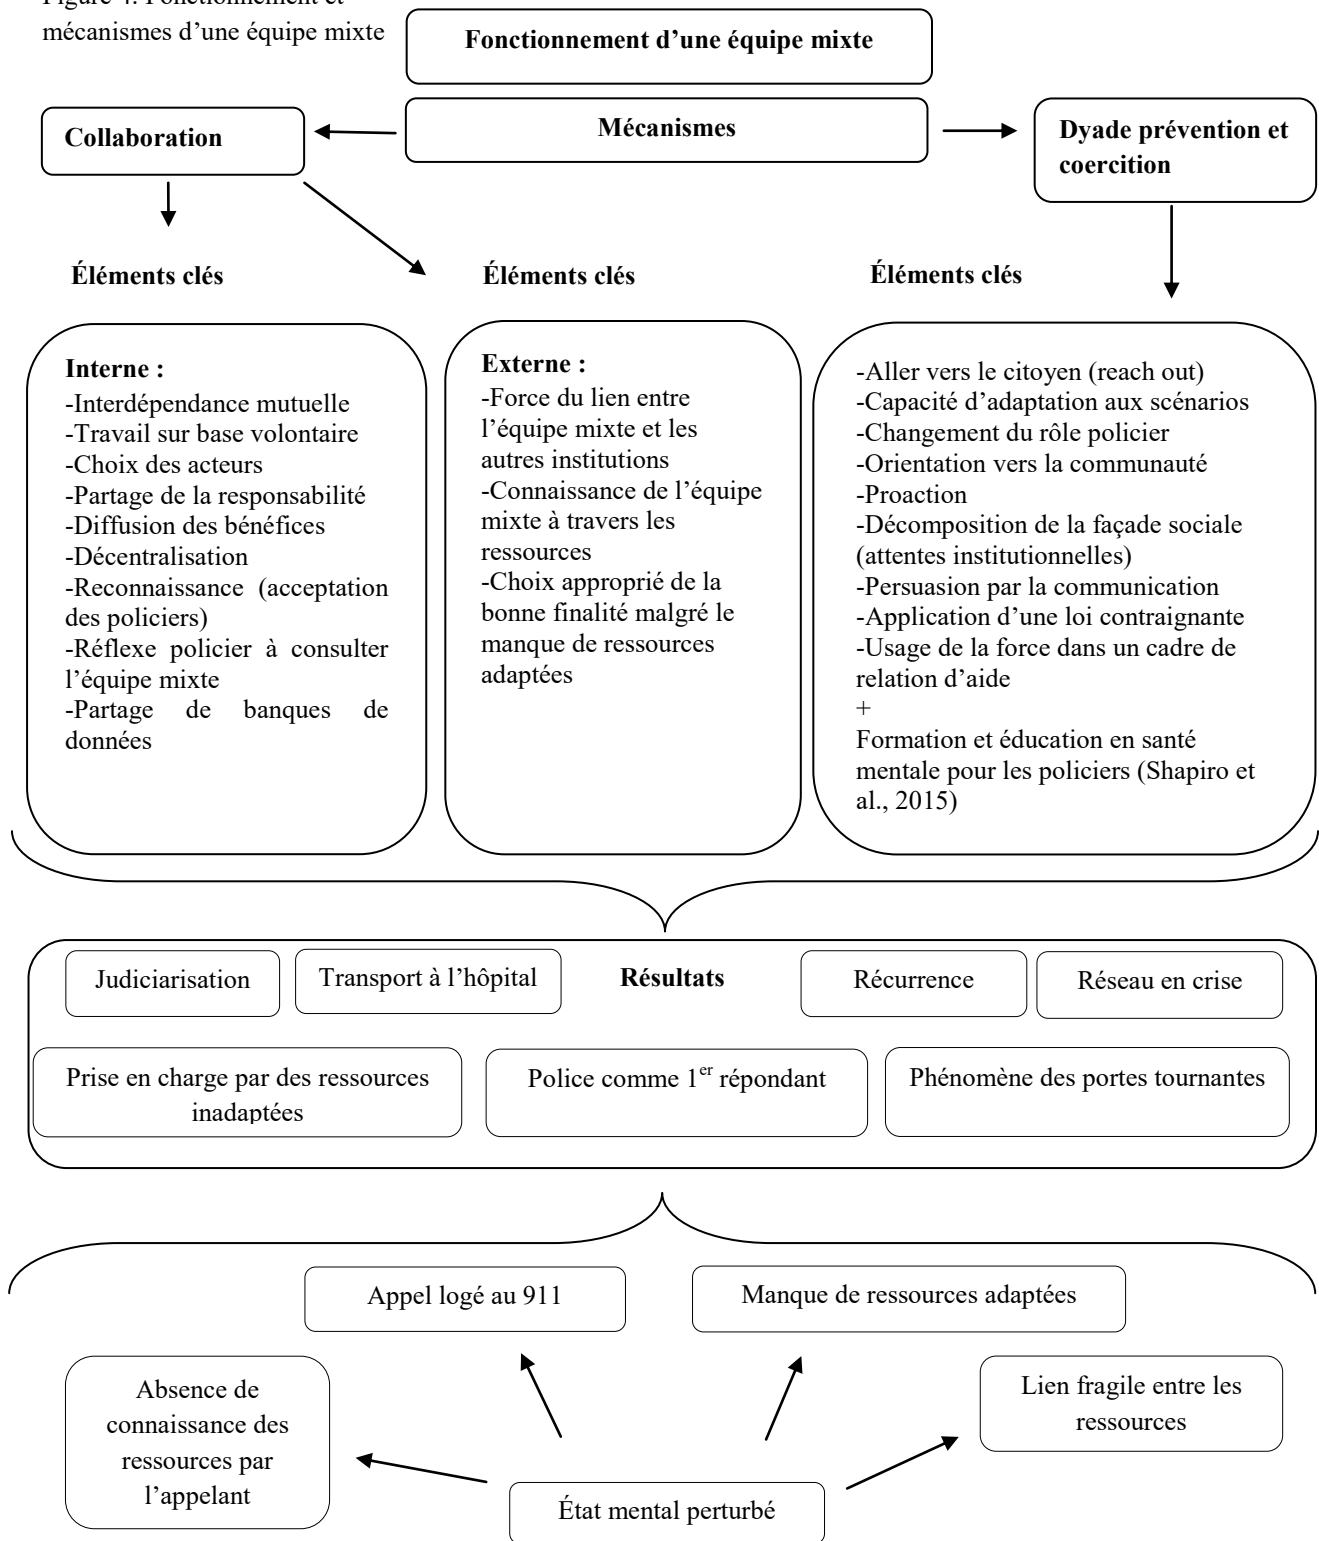 Figure 4. Fonctionnement et
mécanismes d’une équipe mixte
Fonctionnement d’une équipe mixte
Mécanismes
Collaboration
Dyade prévention et
coercition
Éléments clés
Éléments clés
Éléments clés
Interne :
-Interdépendance mutuelle
-Travail sur base volontaire
-Choix des acteurs
-Partage de la responsabilité
-Diffusion des bénéfices
-Décentralisation
-Reconnaissance (acceptation
des policiers)
-Réflexe policier à consulter
l’équipe mixte
-Partage de banques de
données
Externe :
-Force du lien entre
l’équipe mixte et les
autres institutions
-Connaissance de l’équipe
mixte à travers les
ressources
-Choix approprié de la
bonne finalité malgré le
manque de ressources
adaptées
-Aller vers le citoyen (reach out)
-Capacité d’adaptation aux scénarios
-Changement du rôle policier
-Orientation vers la communauté
-Proaction
-Décomposition de la façade sociale
(attentes institutionnelles)
-Persuasion par la communication
-Application d’une loi contraignante
-Usage de la force dans un cadre de
relation d’aide
+
Formation et éducation en santé
mentale pour les policiers (Shapiro et
al., 2015)
Judiciarisation
Transport à l’hôpital
Résultats
Récurrence
Réseau en crise
Prise en charge par des ressources
inadaptées
Police comme 1er répondant
Phénomène des portes tournantes
Appel logé au 911
Manque de ressources adaptées
Absence de
connaissance des
ressources par
l’appelant
Lien fragile entre les
ressources
État mental perturbé